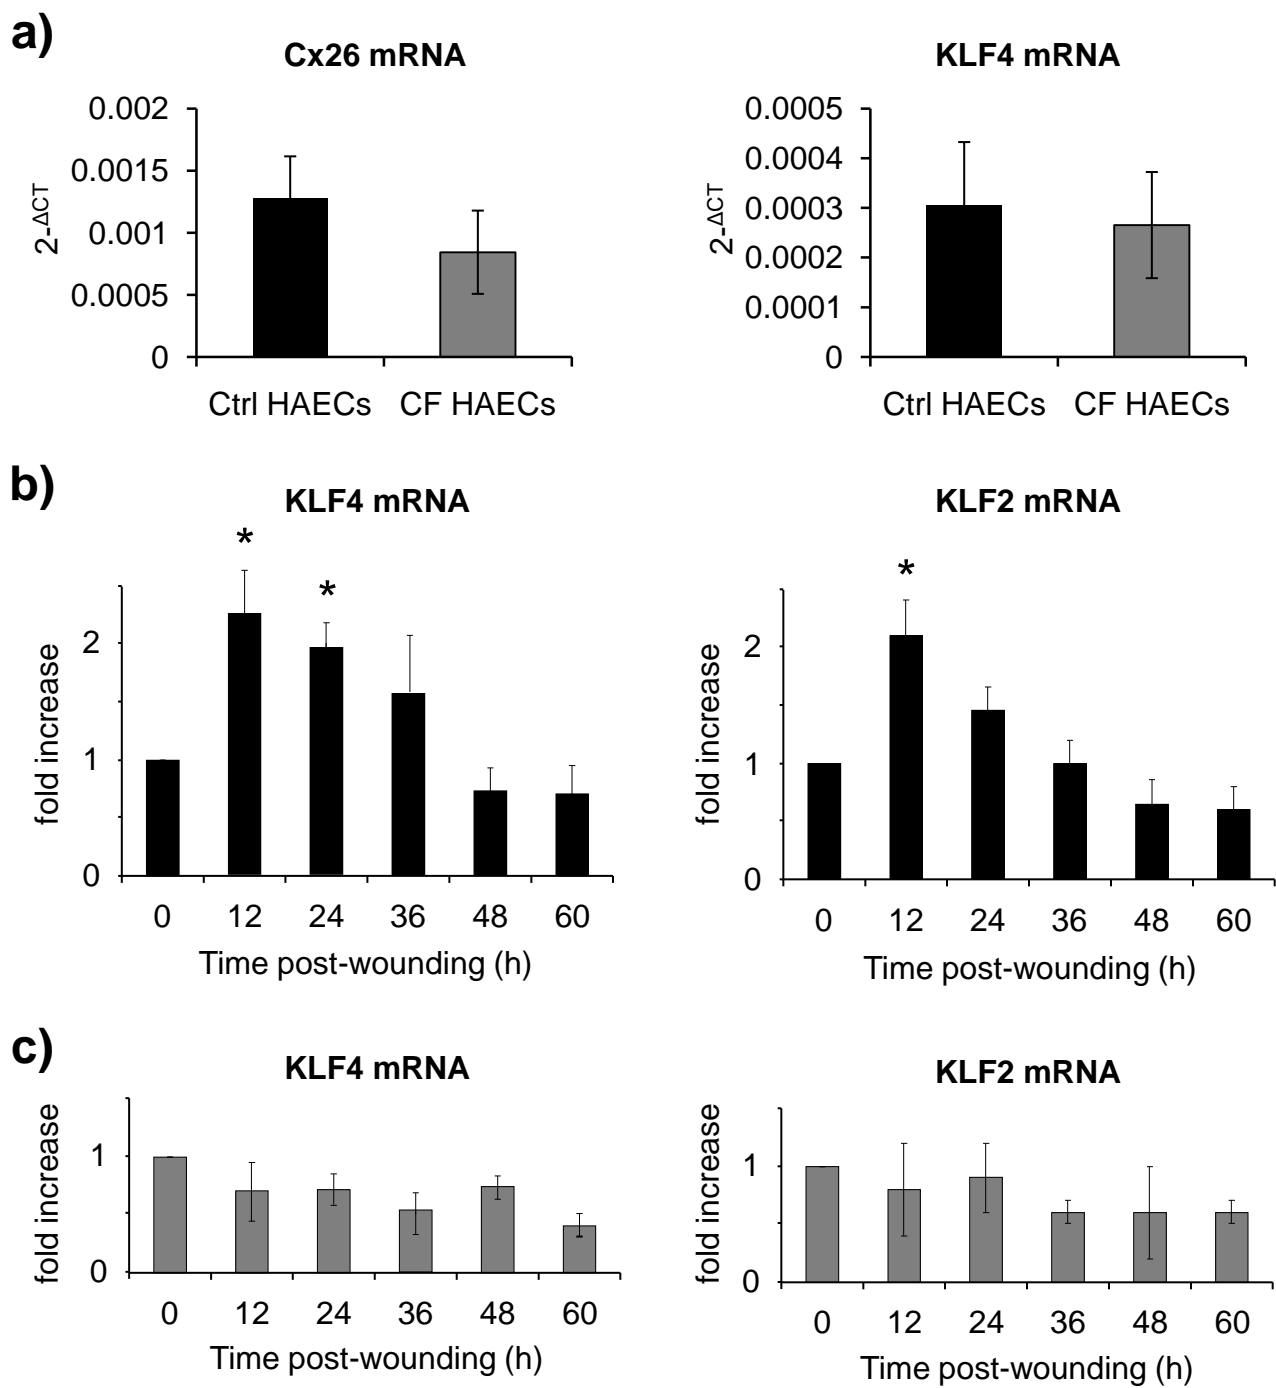 a)
Cx26 mRNA
0.002
0.0015
0.001
0.0005
0
2-ΔCT
Ctrl HAECs CF HAECs
KLF4 mRNA
0.0005
0.0004
0.0003
0.0002
0.0001
0
2-ΔCT
Ctrl HAECs CF HAECs
b)
KLF4 mRNA
* *
2
1
0
fold increase
0 12 24 36 48 60
Time post-wounding (h)
KLF2 mRNA
*
2
1
0
fold increase
0 12 24 36 48 60
Time post-wounding (h)
c)
KLF4 mRNA
1
0
fold increase
0 12 24 36 48 60
Time post-wounding (h)
KLF2 mRNA
1
0
fold increase
0 12 24 36 48 60
Time post-wounding (h)